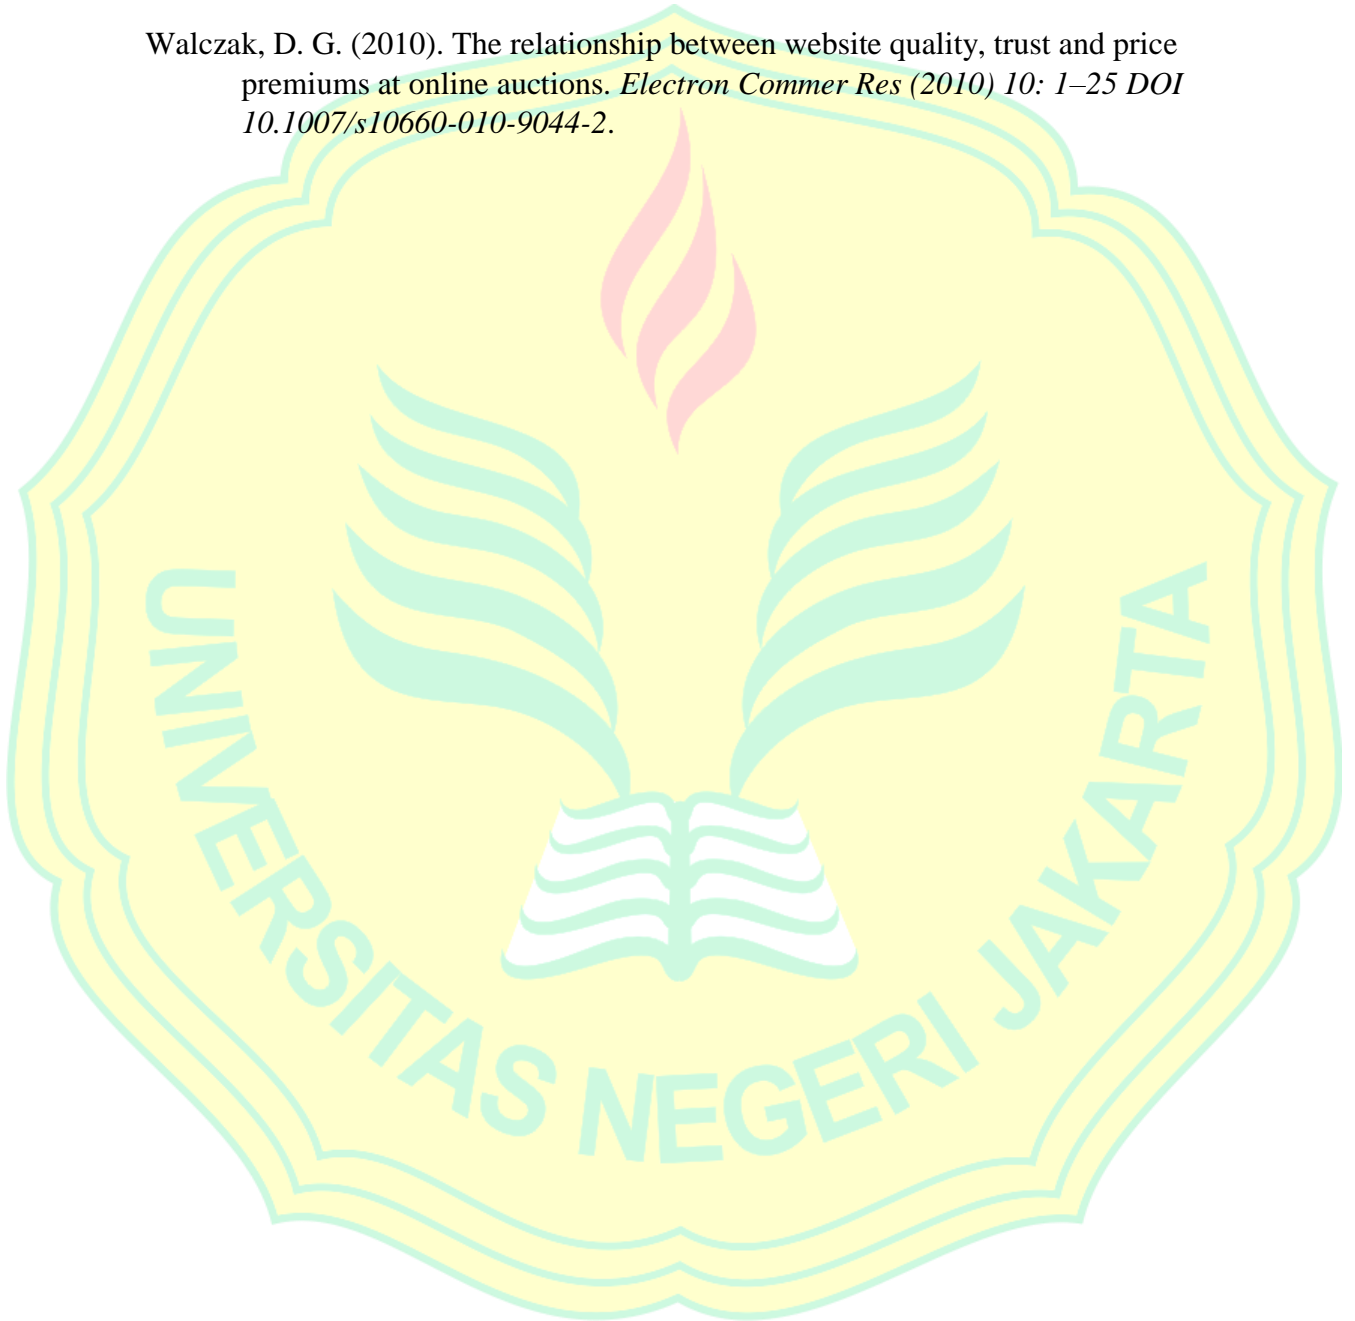 Walczak, D. G. (2010). The relationship between website quality, trust and price
premiums at online auctions. Electron Commer Res (2010) 10: 1–25 DOI
10.1007/s10660-010-9044-2.
UNIVERSITAS NEGERI JAKARTA